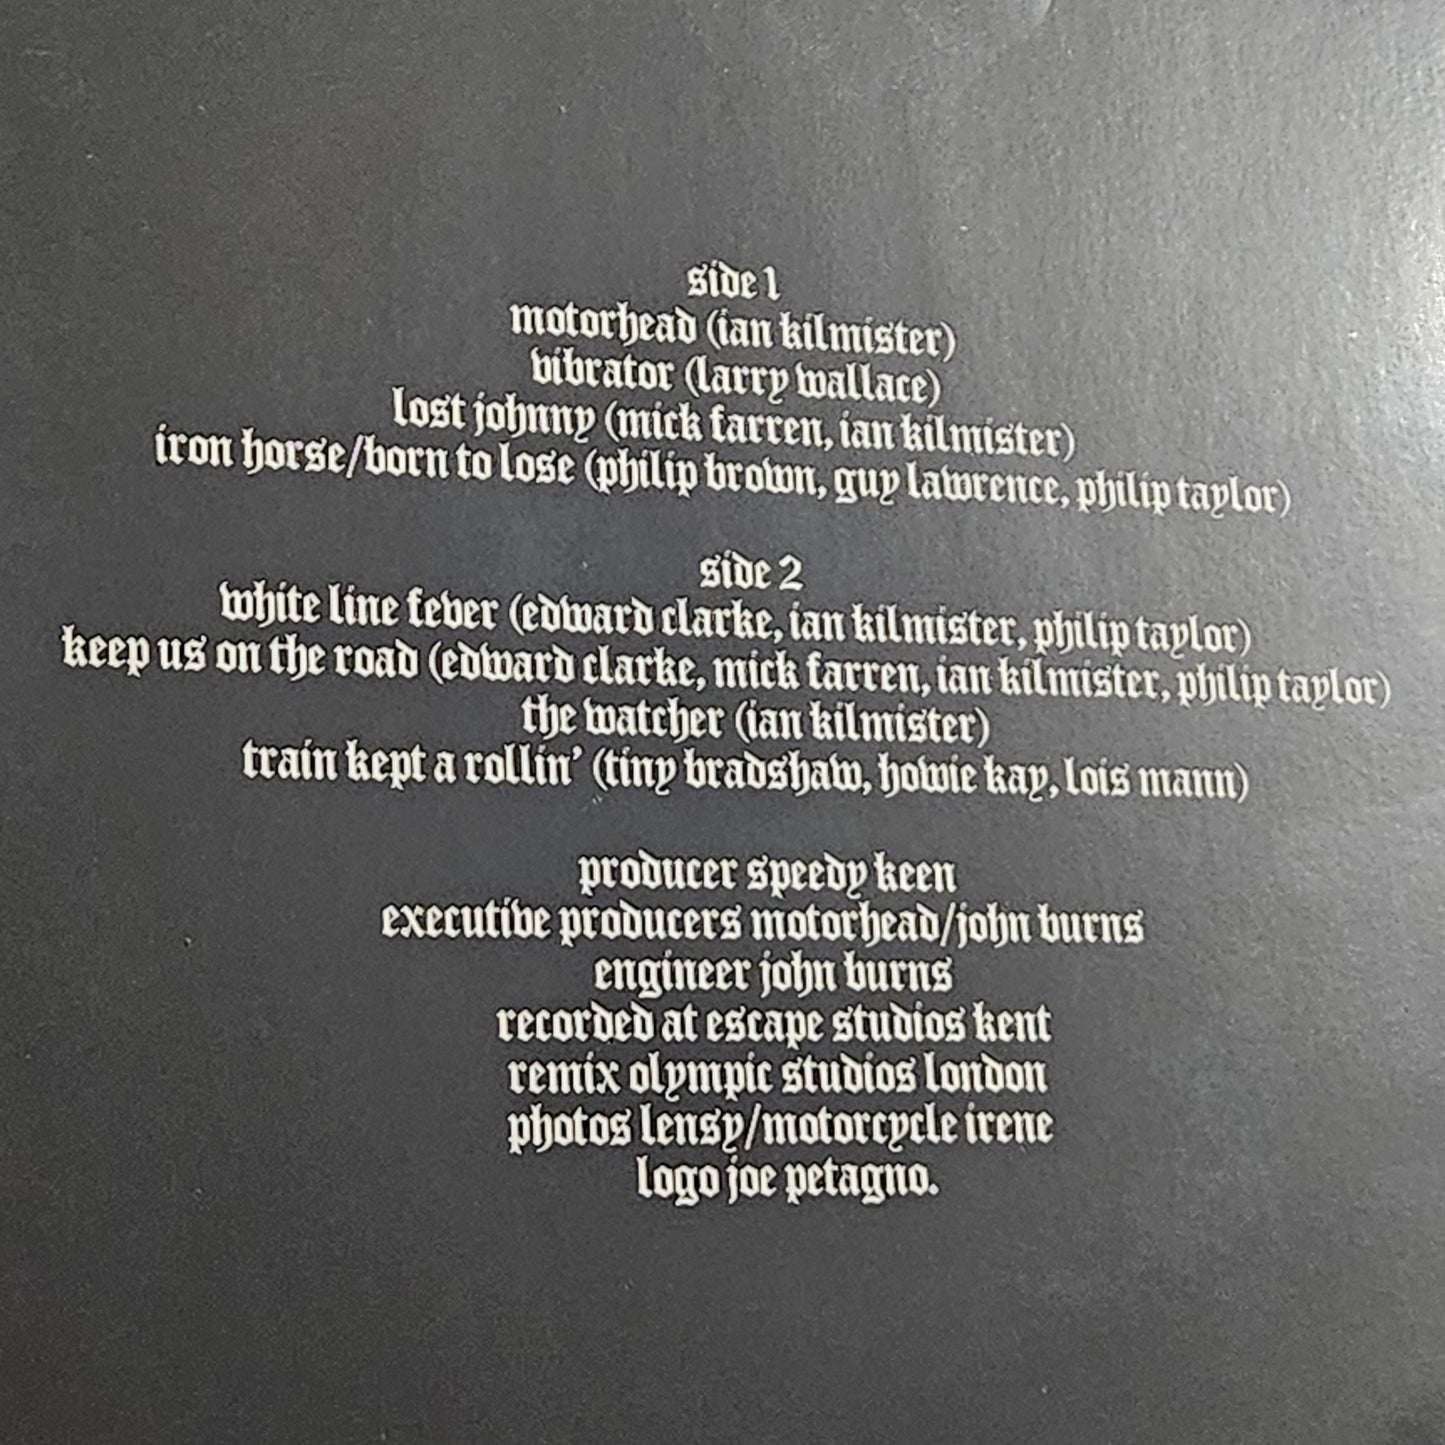 side 1
motorhead (ian kilmister)
vibrator (larry wallace)
lost johnny (mick farren, ian kilmister)
iron horse/born to lose (philip brown, guy lawrence, philip taylor)
side 2
white line fever (edward clarke, ian kilmister, philip taylor)
keep us on the road (edward clarke, mick farren, ian kilmister, philip taylor)
the watcher (ian kilmister)
train kept a rollin' (tiny bradshaw, howie kay, lois mann)
producer speedy keen
executive producers motorhead/john burns
engineer john burns
recorded at escape studios kent
remix olympic studios london
photos lensy/motorcycle irene
logo joe petagno.